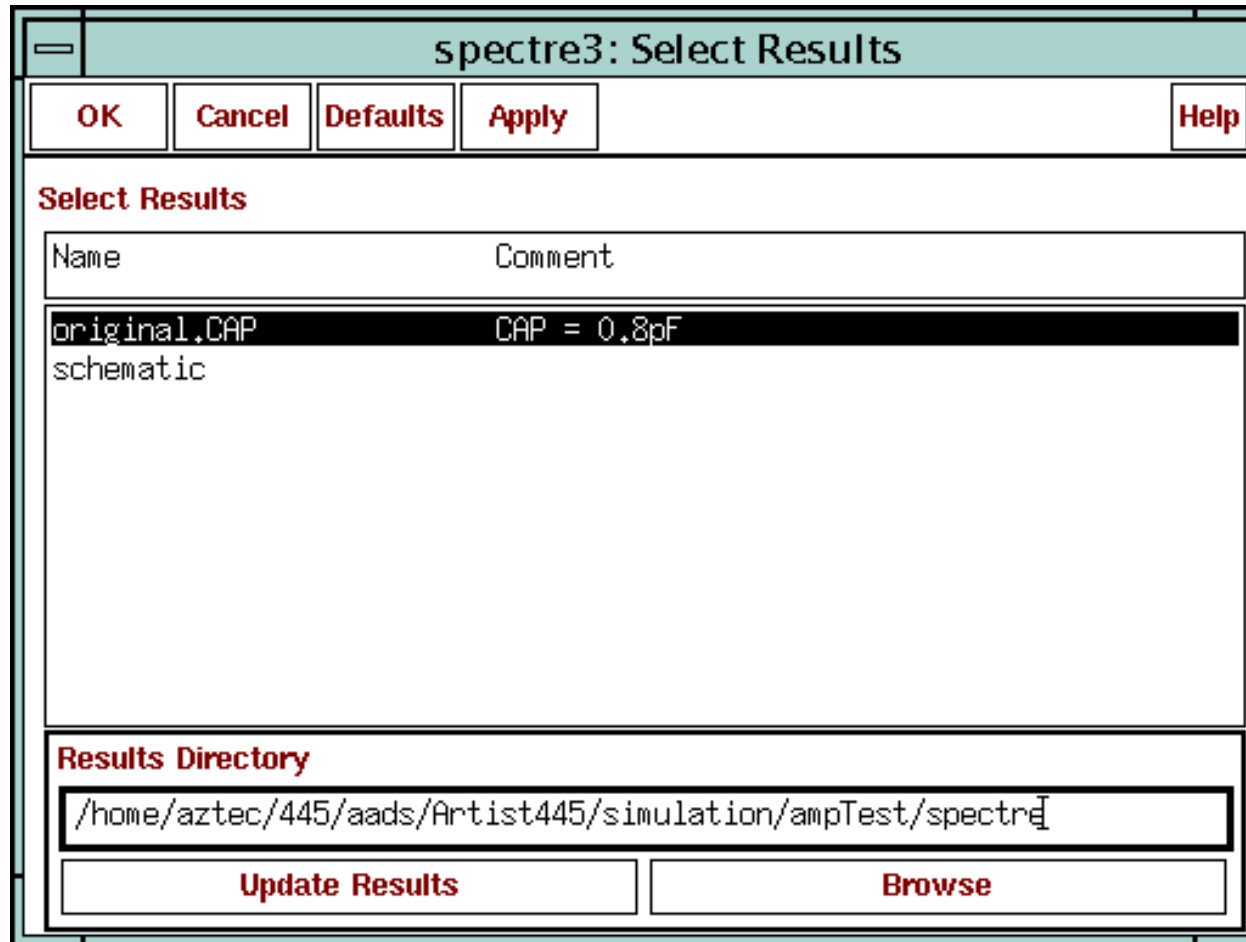 spectre3: Select Results
OK Cancel Defaults Apply Help
Select Results
Name Comment
original.CAP CAP = 0.8pF
schematic
Results Directory
/home/aztec/445/aads/Artist445/simulation/ampTest/spectre
Update Results Browse